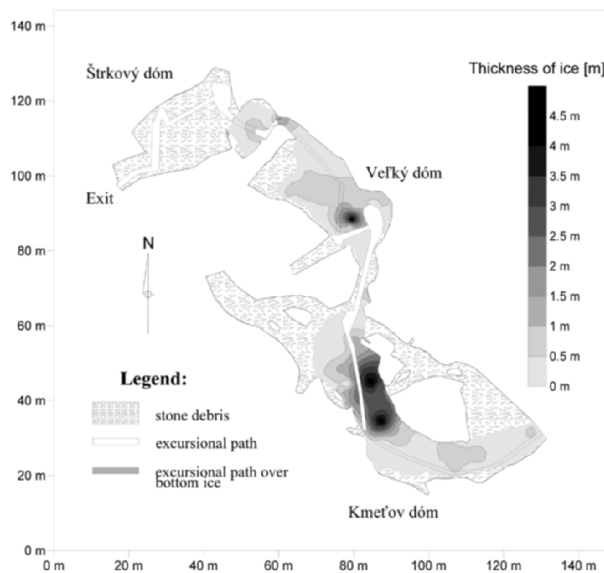 140 m
120 m
100 m
80 m
60 m
40 m
20 m
0 m
0 m 20 m 40 m 60 m 80 m 100 m 120 m 140 m
Štrkový dóm
Exit
N
Veľký dóm
Kmeťov dóm
Thickness of ice [m]
4.5 m
4 m
3.5 m
3 m
2.5 m
2 m
1.5 m
1 m
0.5 m
0 m
Legend:
stone debris
excursional path
excursional path over
bottom ice